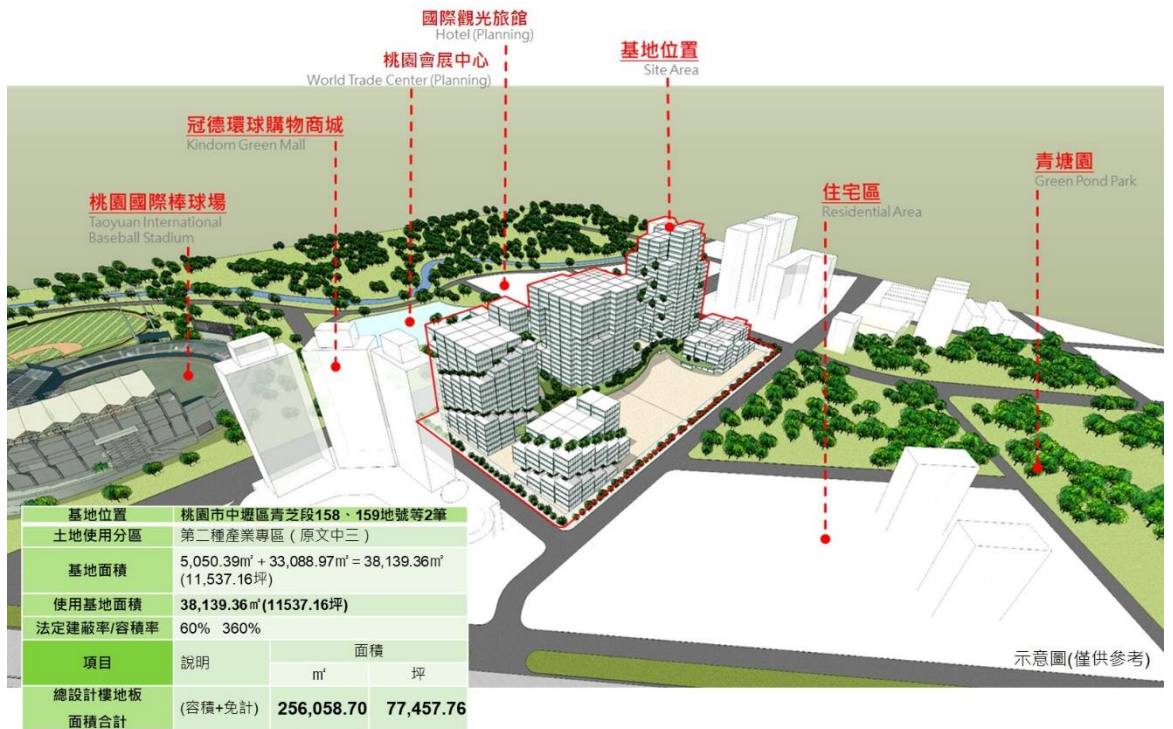 國際觀光旅館
Hotel (Planning)
桃園會展中心
World Trade Center (Planning)
基地位置
Site Area
冠德環球購物商城
Kindom Green Mall
青塘園
Green Pond Park
桃園國際棒球場
Taoyuan International
Baseball Stadium
住宅區
Residential Area
基地位置 桃園市中壢區青芝段158、159地號等2筆
土地使用分區 第二種產業專區(原文中三)
基地面積 5,050.39㎡ + 33,088.97㎡ = 38,139.36㎡
(11,537.16坪)
使用基地面積 38,139.36㎡(11537.16坪)
法定建蔽率/容積率 60% 360%
項目 說明 面積
㎡ 坪
總設計樓地板
面積合計 (容積+免計) 256,058.70 77,457.76
示意圖(僅供參考)